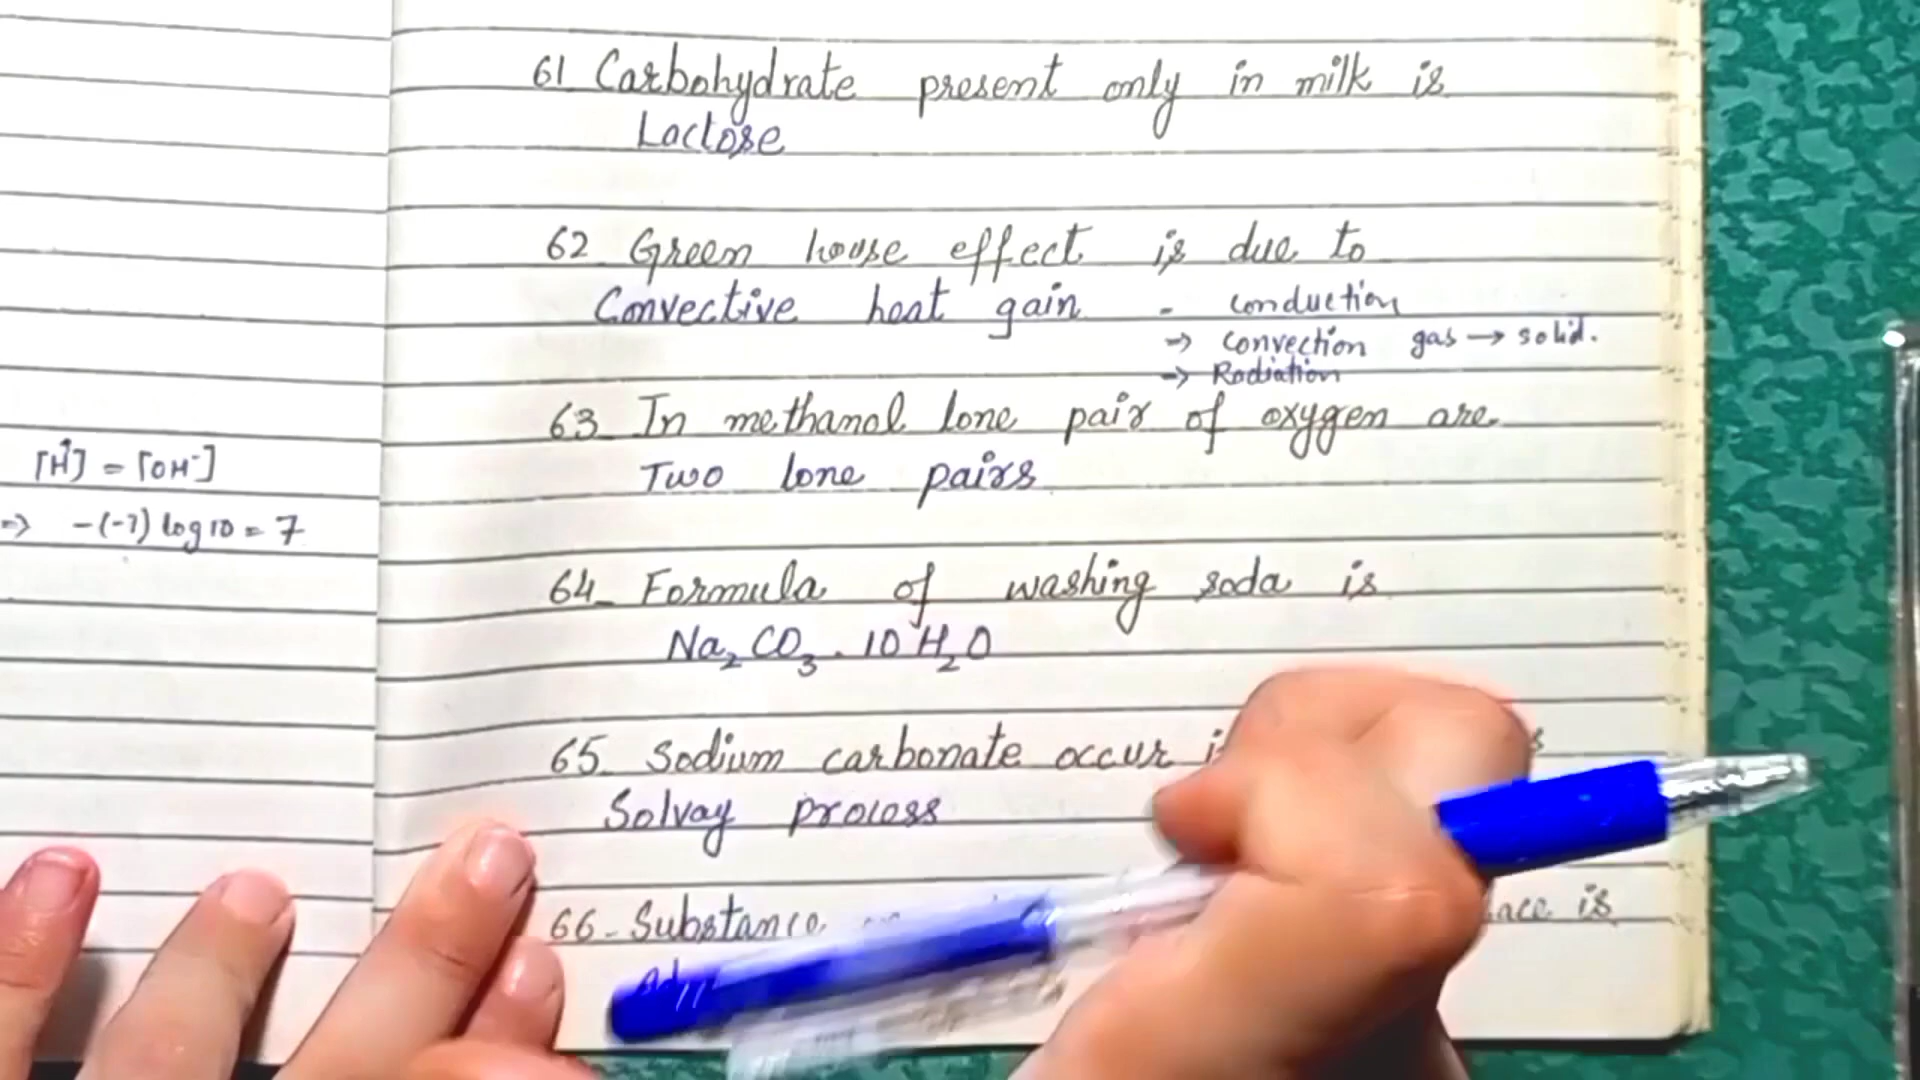 [H⁺] = [OH⁻]
=> -(-7) log 10 = 7
61 Carbohydrate present only in milk is
Lactose
62 Green house effect is due to
Convective heat gain - conduction
-> convection gas -> solid.
-> Radiation
63 In methanol lone pair of oxygen are
Two lone pairs
64 Formula of washing soda is
Na₂CO₃.10H₂O
65 Sodium carbonate occur
Solvay process
66 Substance is